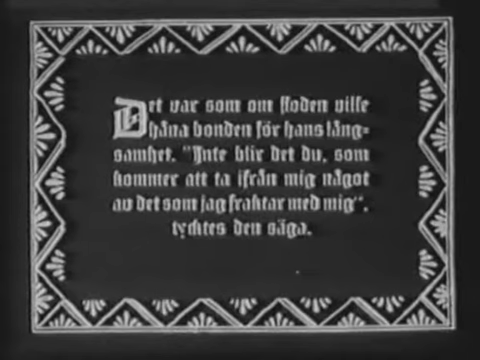 Det var som om floden ville
håna bonden för hans lång=
samhet. "Inte blir det du, som
kommer att ta ifrån mig något
av det som jag fraktar med mig",
tycktes den säga.